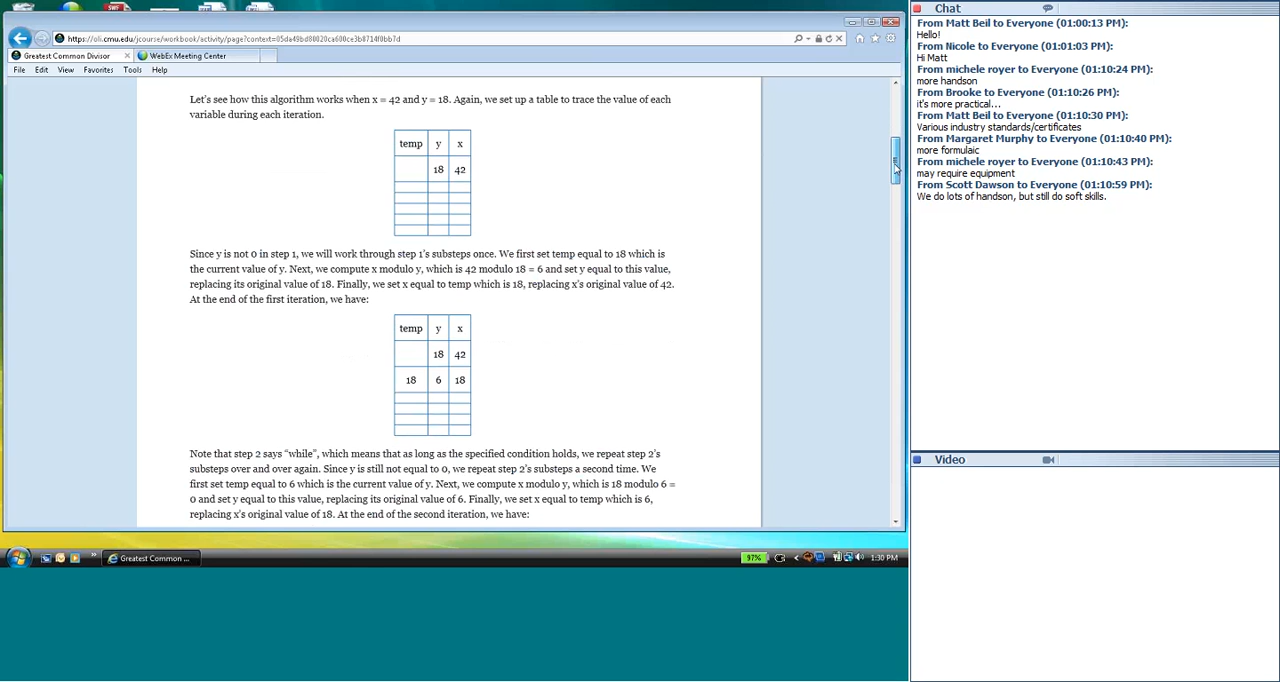 Chat
https://oli.cmu.edu/jcourse/workbook/activity/page?context=05da49bd80020ca600ce3b8714f0bb7d
Greatest Common Divisor
WebEx Meeting Center
File Edit View Favorites Tools Help
Let's see how this algorithm works when x = 42 and y = 18. Again, we set up a table to trace the value of each
variable during each iteration.
temp y x
18 42
Since y is not 0 in step 1, we will work through step 1's substeps once. We first set temp equal to 18 which is
the current value of y. Next, we compute x modulo y, which is 42 modulo 18 = 6 and set y equal to this value,
replacing its original value of 18. Finally, we set x equal to temp which is 18, replacing x's original value of 42.
At the end of the first iteration, we have:
temp y x
18 42
18 6 18
Note that step 2 says “while”, which means that as long as the specified condition holds, we repeat step 2's
substeps over and over again. Since y is still not equal to 0, we repeat step 2's substeps a second time. We
first set temp equal to 6 which is the current value of y. Next, we compute x modulo y, which is 18 modulo 6 =
0 and set y equal to this value, replacing its original value of 6. Finally, we set x equal to temp which is 6,
replacing x's original value of 18. At the end of the second iteration, we have:
Greatest Common ...
97%
1:30 PM
From Matt Beil to Everyone (01:00:13 PM):
Hello!
From Nicole to Everyone (01:01:03 PM):
Hi Matt
From michele royer to Everyone (01:10:24 PM):
more handson
From Brooke to Everyone (01:10:26 PM):
it's more practical...
From Matt Beil to Everyone (01:10:30 PM):
Various industry standards/certificates
From Margaret Murphy to Everyone (01:10:40 PM):
more formulaic
From michele royer to Everyone (01:10:43 PM):
may require equipment
From Scott Dawson to Everyone (01:10:59 PM):
We do lots of handson, but still do soft skills.
Video